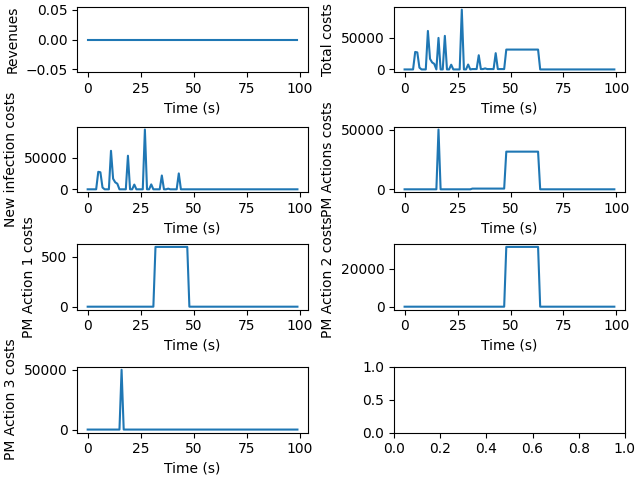 Revenues
0.05
0.00
−0.05
0 25 50 75 100
Time (s)
Total costs
50000
0
0 25 50 75 100
Time (s)
New infection costs
50000
0
0 25 50 75 100
Time (s)
PM Actions costs
50000
0
0 25 50 75 100
Time (s)
PM Action 1 costs
500
0
0 25 50 75 100
Time (s)
PM Action 2 costs
20000
0
0 25 50 75 100
Time (s)
PM Action 3 costs
50000
0
0 25 50 75 100
Time (s)
1.0
0.5
0.0
0.0 0.2 0.4 0.6 0.8 1.0